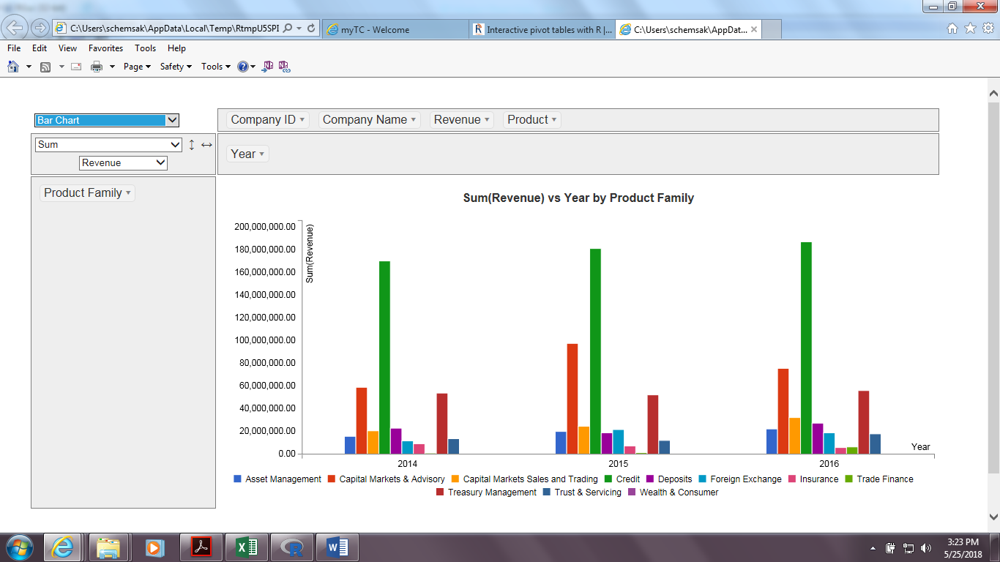 C:\Users\schemsak\AppData\Local\Temp\RtmpU5SPI
myTC - Welcome
Interactive pivot tables with R |...
C:\Users\schemsak\AppDat...
File Edit View Favorites Tools Help
Page Safety Tools
Bar Chart
Company ID Company Name Revenue Product
Sum
Revenue
Year
Product Family
Sum(Revenue) vs Year by Product Family
Sum(Revenue)
200,000,000.00
180,000,000.00
160,000,000.00
140,000,000.00
120,000,000.00
100,000,000.00
80,000,000.00
60,000,000.00
40,000,000.00
20,000,000.00
0.00
Year
2014 2015 2016
Asset Management Capital Markets & Advisory Capital Markets Sales and Trading Credit Deposits Foreign Exchange Insurance Trade Finance
Treasury Management Trust & Servicing Wealth & Consumer
3:23 PM
5/25/2018